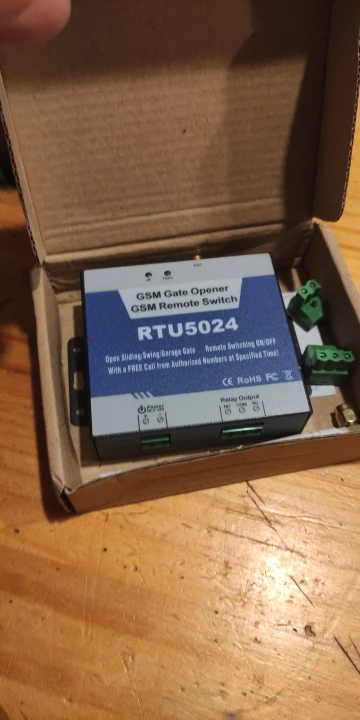 GSM Gate Opener
GSM Remote Switch
RTU5024
Open Sliding/Swing/Garage Gate Remote Switching ON/OFF
With a FREE Call from Authorized Numbers at Specified Time!
CE RoHS FC
POWER
Relay Output
NO COM NC
+ -